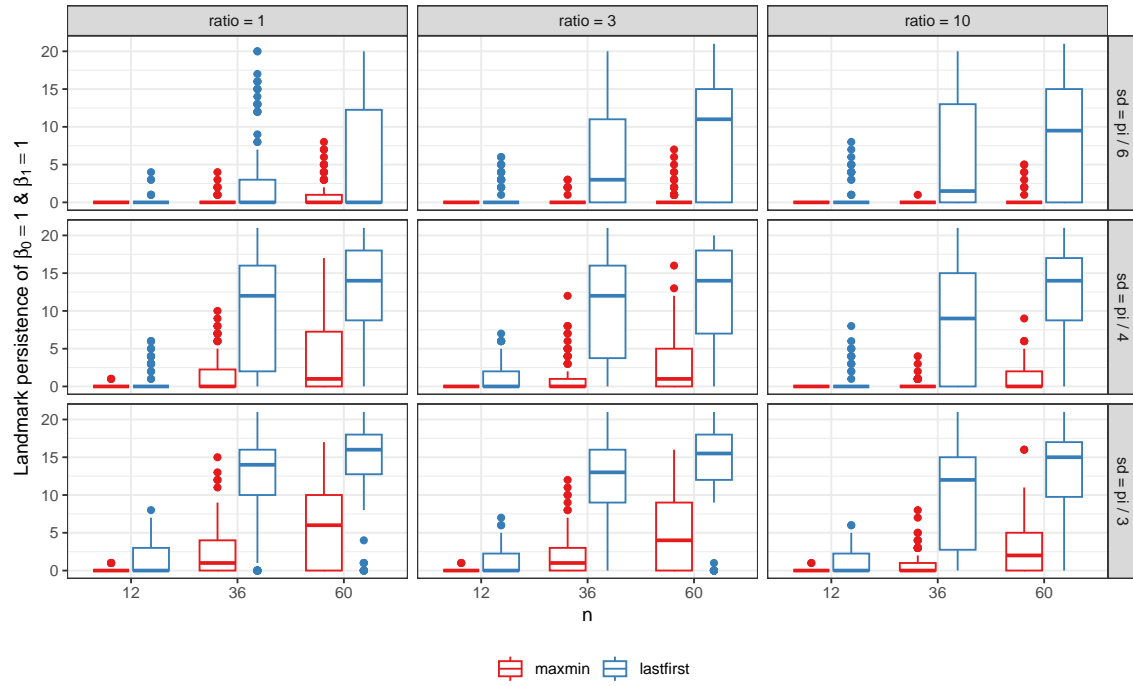 ratio = 1
ratio = 3
ratio = 10
Landmark persistence of β₀ = 1 & β₁ = 1
20
15
10
5
0
sd = pi / 6
20
15
10
5
0
sd = pi / 4
20
15
10
5
0
sd = pi / 3
12
36
60
12
36
60
12
36
60
n
maxmin
lastfirst